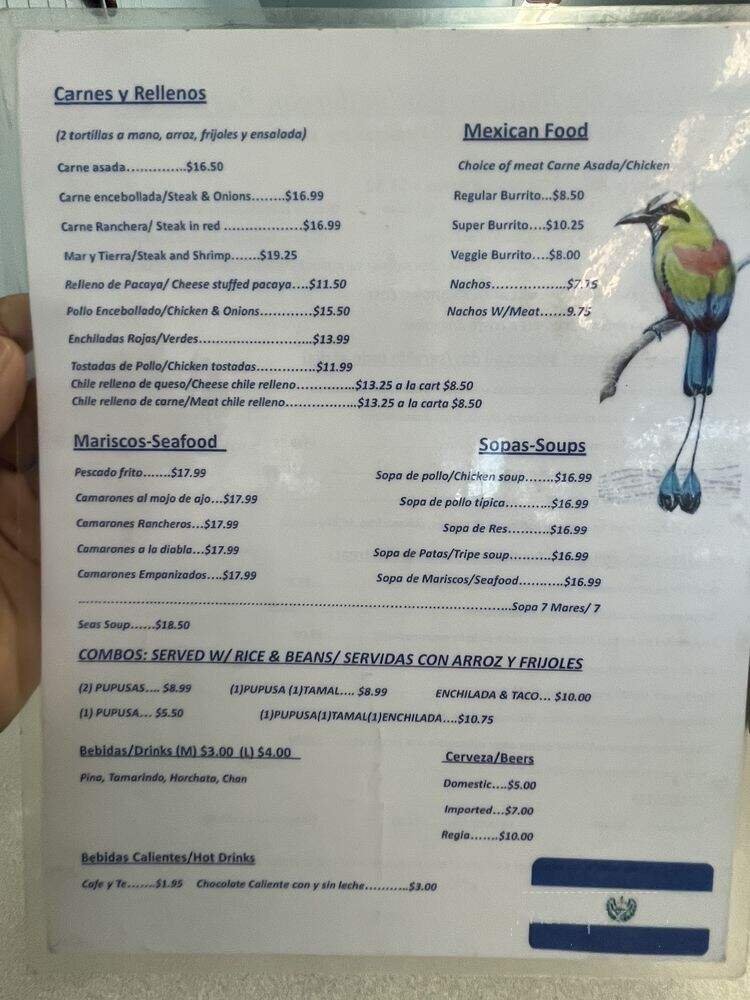 Carnes y Rellenos
(2 tortillas a mano, arroz, frijoles y ensalada)
Carne asada.............$16.50
Carne encebollada/Steak & Onions........$16.99
Carne Ranchera/ Steak in red ...................$16.99
Mar y Tierra/Steak and Shrimp.......$19.25
Relleno de Pacaya/ Cheese stuffed pacaya....$11.50
Pollo Encebollado/Chicken & Onions............$15.50
Enchiladas Rojas/Verdes...........................$13.99
Tostadas de Pollo/Chicken tostadas..............$11.99
Chile relleno de queso/Cheese chile relleno.............$13.25 a la cart $8.50
Chile relleno de carne/Meat chile relleno................$13.25 a la carta $8.50
Mexican Food
Choice of meat Carne Asada/Chicken
Regular Burrito...$8.50
Super Burrito....$10.25
Veggie Burrito....$8.00
Nachos.................$7.75
Nachos W/Meat......9.75
Mariscos-Seafood
Pescado frito.......$17.99
Camarones al mojo de ajo...$17.99
Camarones Rancheros...$17.99
Camarones a la diabla...$17.99
Camarones Empanizados....$17.99
Sopas-Soups
Sopa de pollo/Chicken soup.......$16.99
Sopa de pollo típica...........$16.99
Sopa de Res..........$16.99
Sopa de Patas/Tripe soup..........$16.99
Sopa de Mariscos/Seafood...........$16.99
..........................................................................................Sopa 7 Mares/ 7
Seas Soup......$18.50
COMBOS: SERVED W/ RICE & BEANS/ SERVIDAS CON ARROZ Y FRIJOLES
(2) PUPUSAS.... $8.99 (1)PUPUSA (1)TAMAL.... $8.99 ENCHILADA & TACO... $10.00
(1) PUPUSA... $5.50 (1)PUPUSA(1)TAMAL(1)ENCHILADA....$10.75
Bebidas/Drinks (M) $3.00 (L) $4.00
Pina, Tamarindo, Horchata, Chan
Cerveza/Beers
Domestic....$5.00
Imported...$7.00
Regia.......$10.00
Bebidas Calientes/Hot Drinks
Cafe y Te.......$1.95 Chocolate Caliente con y sin leche...........$3.00